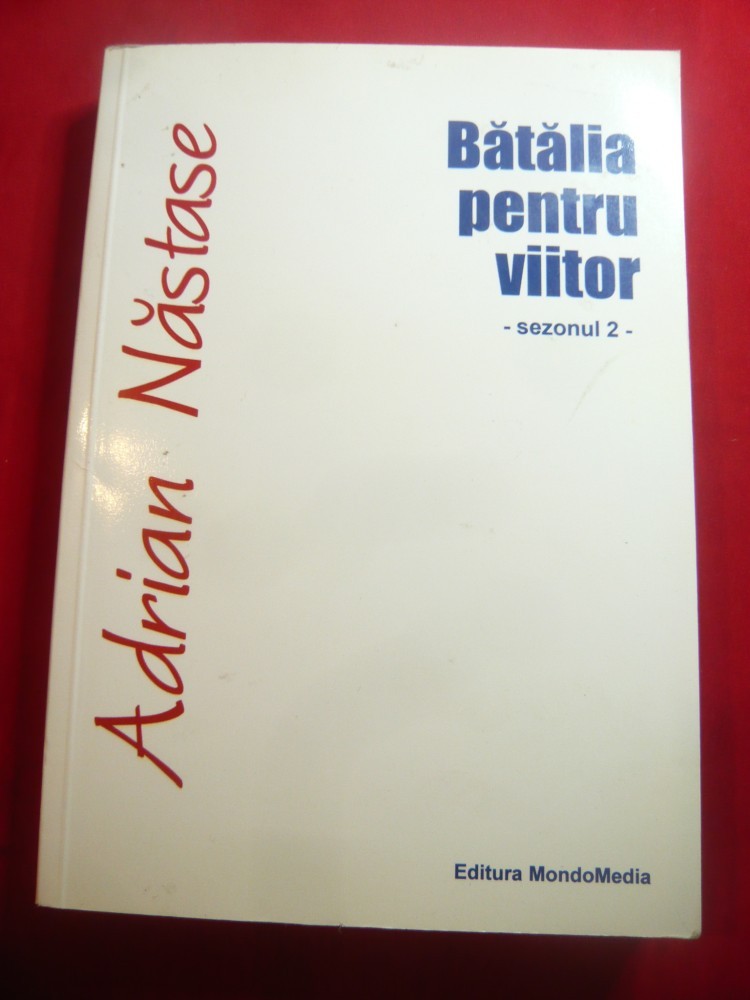 Adrian Năstase
Bătălia
pentru
viitor
- sezonul 2 -
Editura MondoMedia